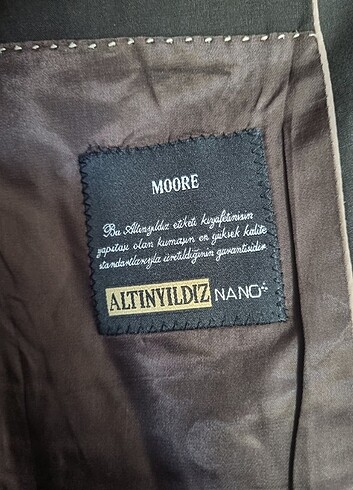 MOORE
Bu Altınyıldız etiketi kıyafetinizin
yapıtaşı olan kumaşın en yüksek kalite
standartlarıyla üretildiğinin garantisidir.
ALTINYILDIZ NANO